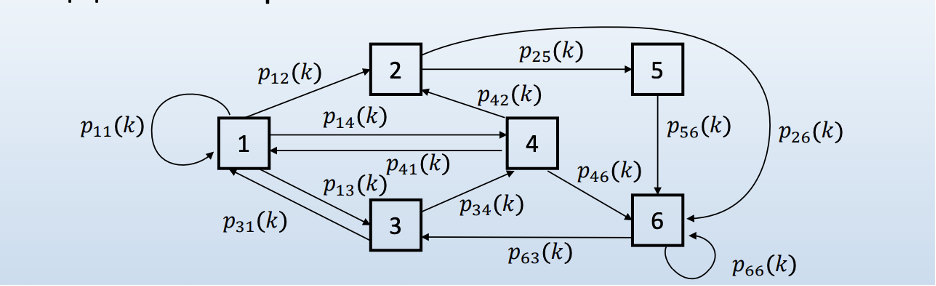 p₂₅(k)
2
5
p₁₂(k)
p₄₂(k)
p₁₄(k)
p₁₁(k)
p₅₆(k)
p₂₆(k)
1
4
p₄₁(k)
p₄₆(k)
p₁₃(k)
p₃₄(k)
p₃₁(k)
3
6
p₆₃(k)
p₆₆(k)